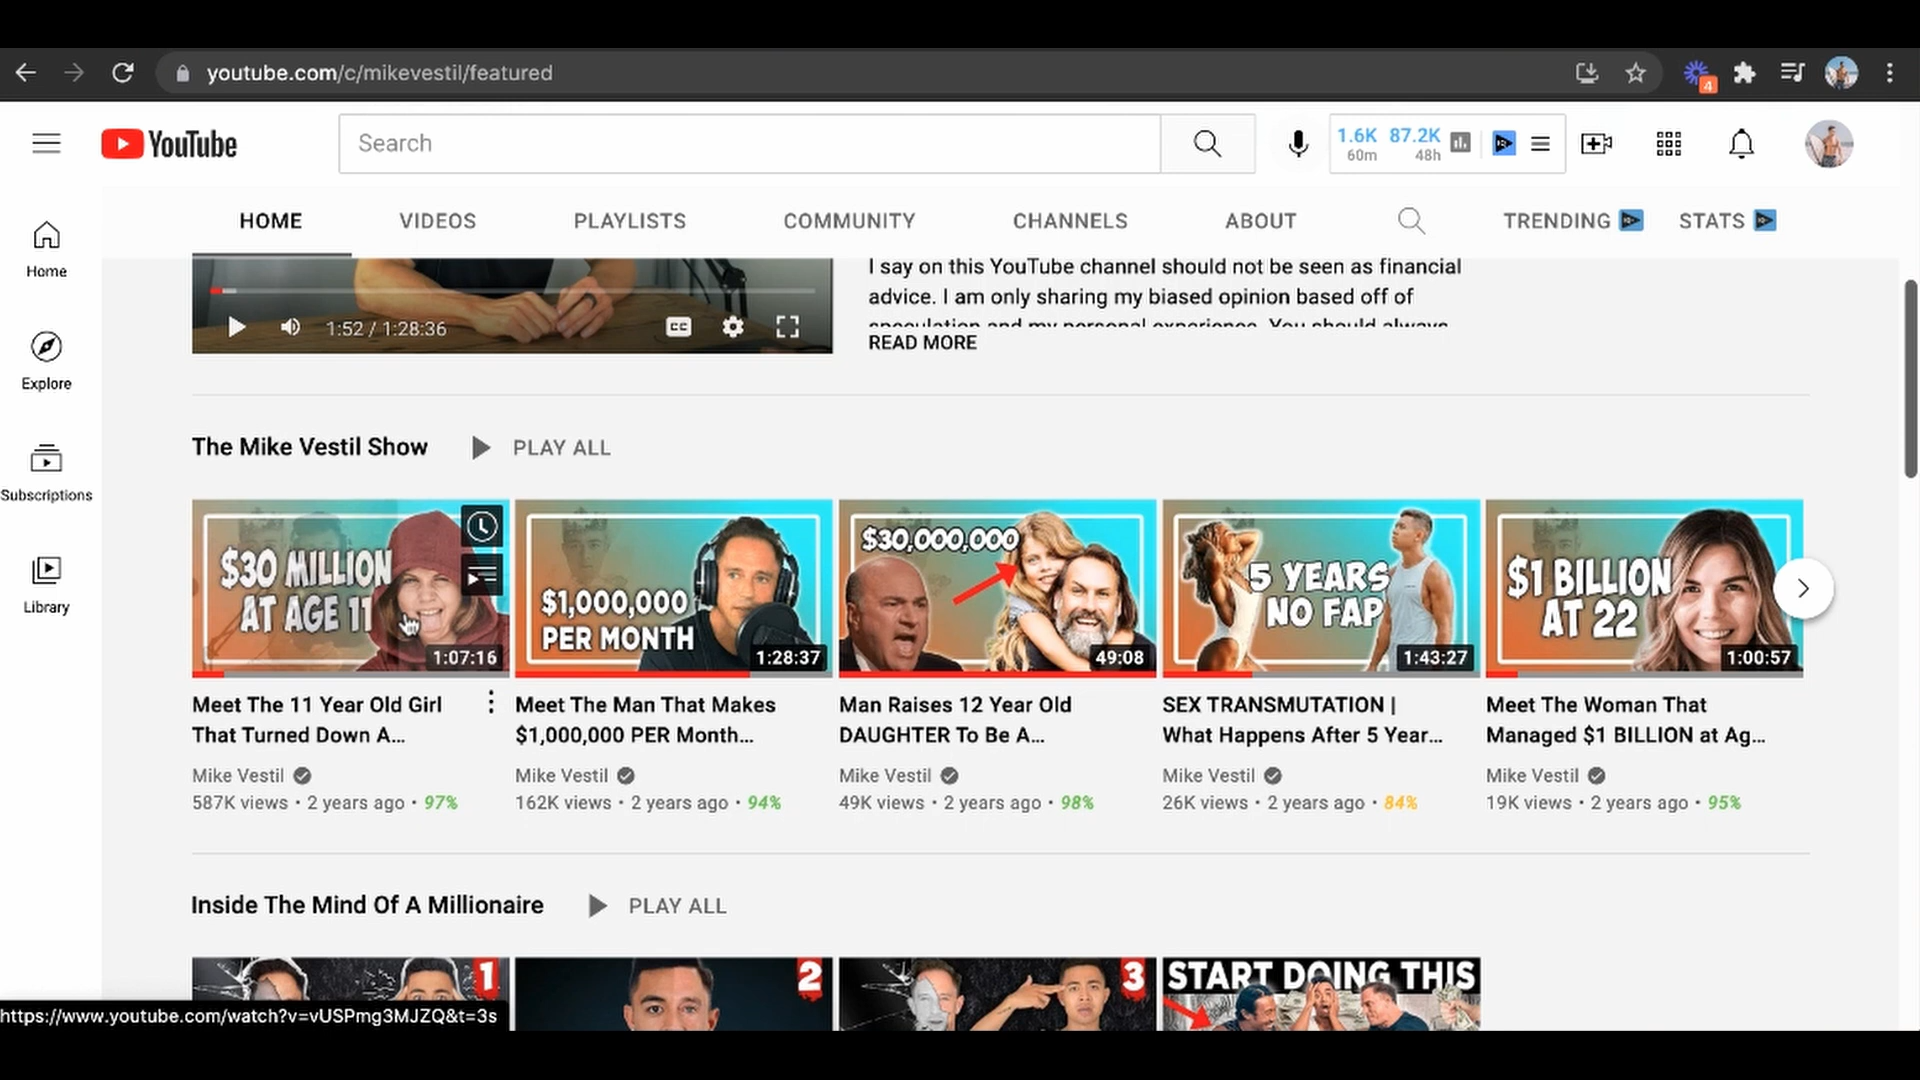 youtube.com/c/mikevestil/featured
4
YouTube
Search
1.6K 87.2K
60m 48h
HOME VIDEOS PLAYLISTS COMMUNITY CHANNELS ABOUT TRENDING STATS
Home
Explore
Subscriptions
Library
1:52 / 1:28:36
CC
I say on this YouTube channel should not be seen as financial
advice. I am only sharing my biased opinion based off of
speculation and my personal experience. You should always
READ MORE
The Mike Vestil Show PLAY ALL
$30 MILLION
AT AGE 11
1:07:16
$1,000,000
PER MONTH
1:28:37
$30,000,000
49:08
5 YEARS
NO FAP
1:43:27
$1 BILLION
AT 22
1:00:57
Meet The 11 Year Old Girl
That Turned Down A...
Mike Vestil
587K views • 2 years ago • 97%
Meet The Man That Makes
$1,000,000 PER Month...
Mike Vestil
162K views • 2 years ago • 94%
Man Raises 12 Year Old
DAUGHTER To Be A...
Mike Vestil
49K views • 2 years ago • 98%
SEX TRANSMUTATION |
What Happens After 5 Year...
Mike Vestil
26K views • 2 years ago • 84%
Meet The Woman That
Managed $1 BILLION at Ag...
Mike Vestil
19K views • 2 years ago • 95%
Inside The Mind Of A Millionaire PLAY ALL
1
2
3
START DOING THIS
https://www.youtube.com/watch?v=vUSPmg3MJZQ&t=3s